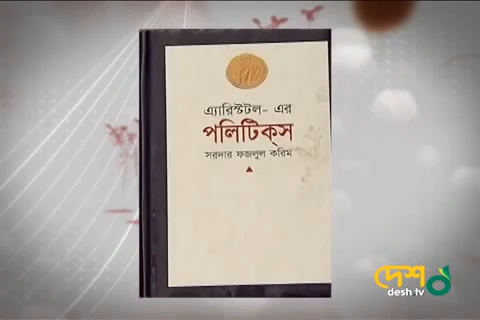 এ্যারিস্টটল- এর
পলিটিক্‌স
সরদার ফজলুল করিম
দেশ
desh tv